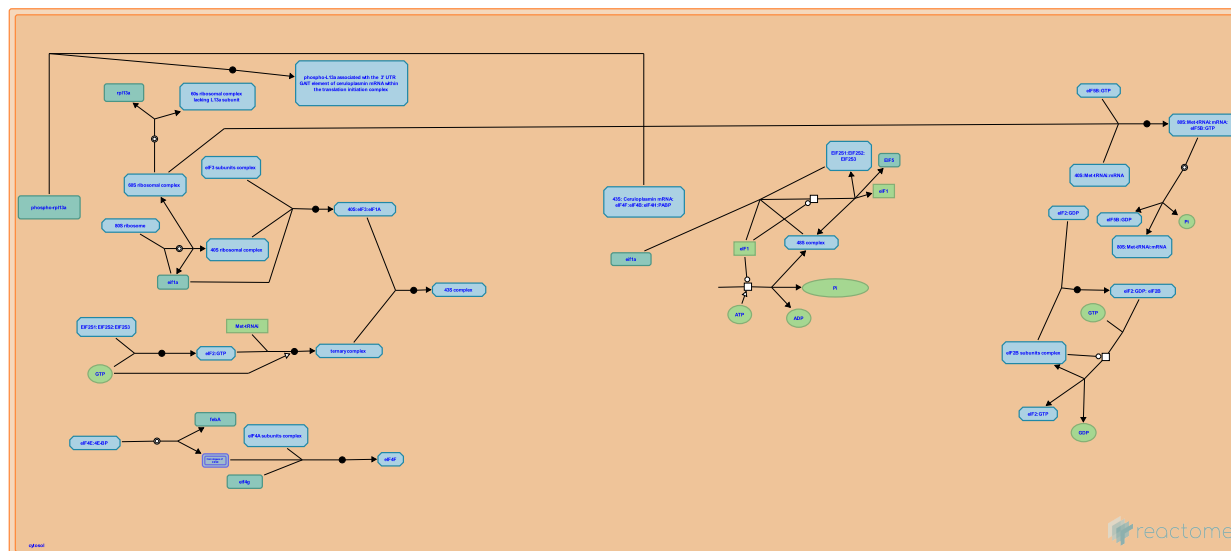 phospho-L13a associated wth the 3' UTR
GAIT element of ceruloplasmin mRNA within
the translation initiation complex
rpl13a
60s ribosomal complex
lacking L13a subunit
eIF3 subunits complex
60S ribosomal complex
phospho-rpl13a
40S:eIF3:eIF1A
80S ribosome
40S ribosomal complex
eif1a
43S complex
EIF2S1:EIF2S2:EIF2S3
Met-tRNAi
eIF2:GTP
ternary complex
GTP
eIF4E:4E-BP
eIF4A subunits complex
eIF4F
eif4g
43S: Ceruloplasmin mRNA:
eIF4F:eIF4B:eIF4H:PABP
EIF2S1:EIF2S2:
EIF2S3
EIF5
eIF1
eif1a
eIF1
48S complex
Pi
ATP
ADP
eIF5B:GTP
80S:Met-tRNAi:mRNA:
eIF5B:GTP
40S:Met-tRNAi:mRNA
eIF2:GDP
eIF5B:GDP
Pi
80S:Met-tRNAi:mRNA
eIF2:GDP: eIF2B
GTP
eIF2B subunits complex
eIF2:GTP
GDP
cytosol
reactome